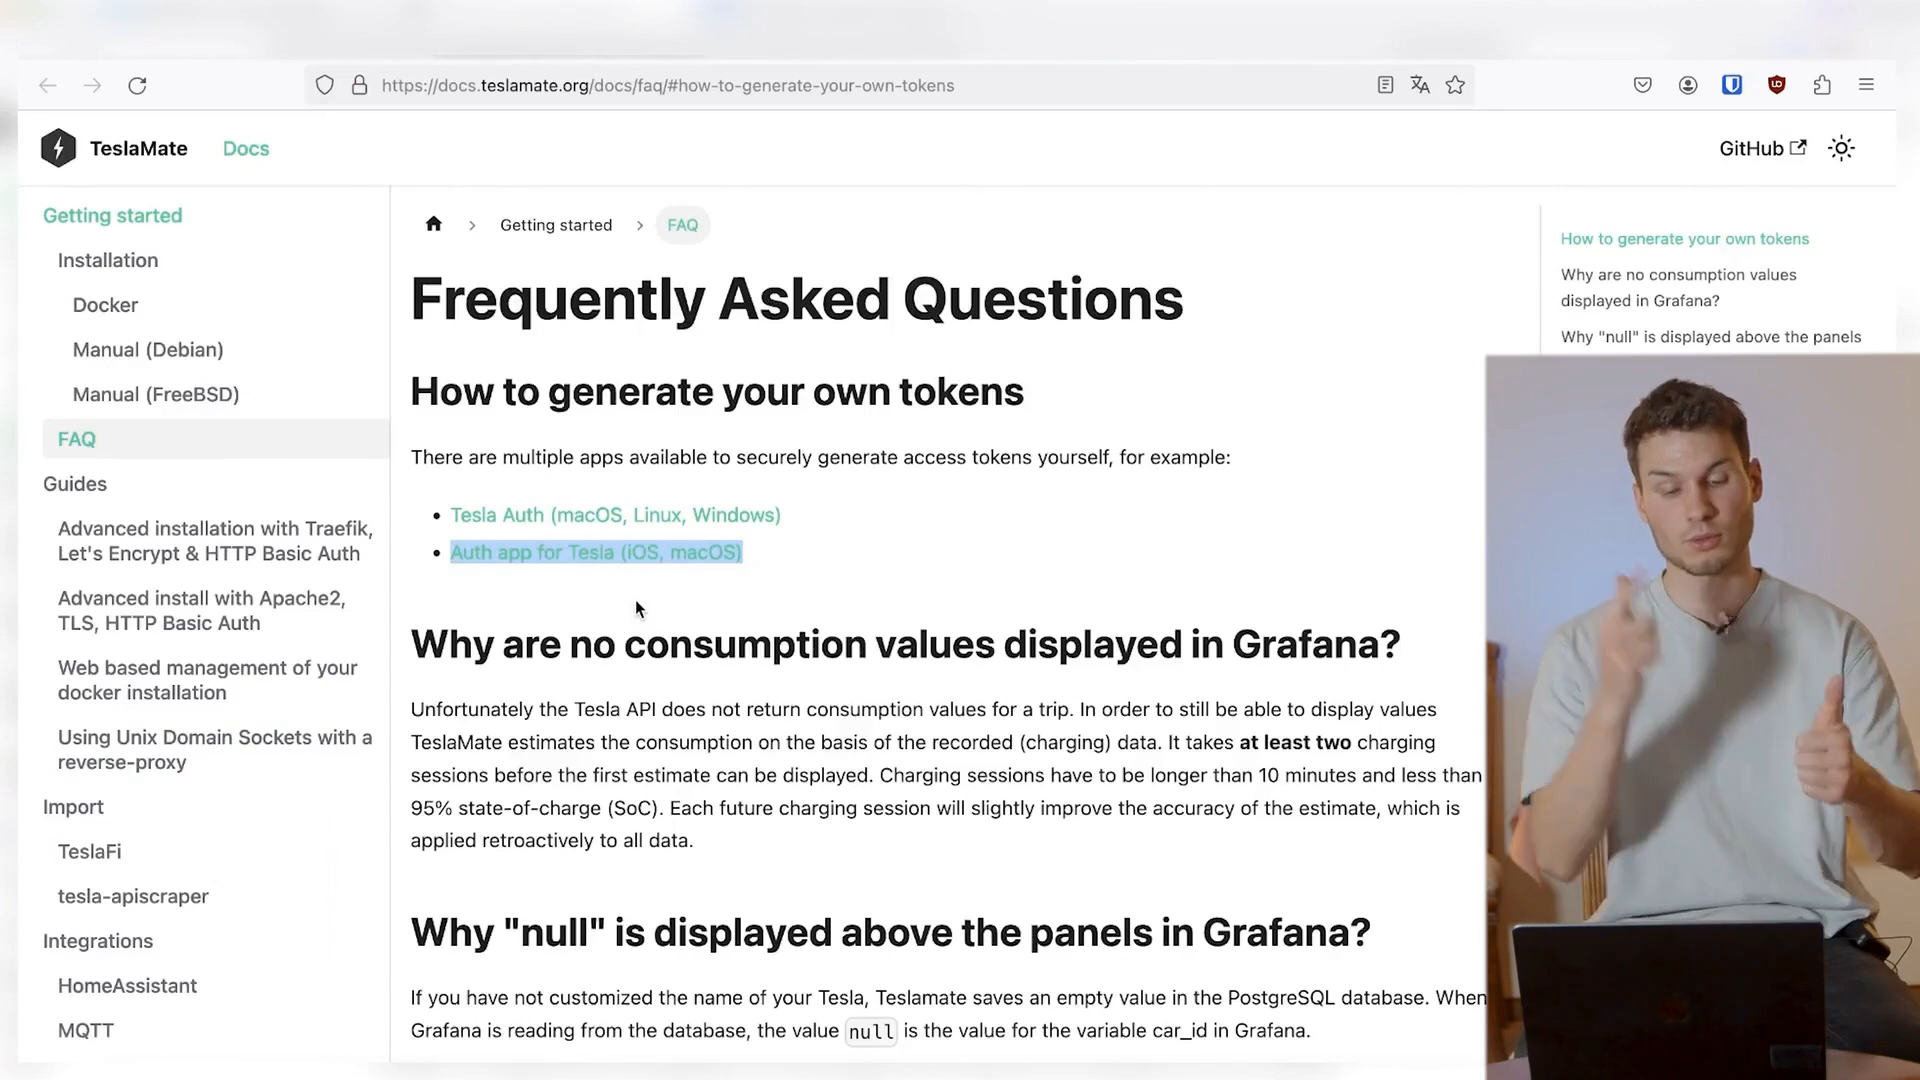 https://docs.teslamate.org/docs/faq/#how-to-generate-your-own-tokens
TeslaMate
Docs
GitHub
Getting started
Installation
Docker
Manual (Debian)
Manual (FreeBSD)
FAQ
Guides
Advanced installation with Traefik,
Let's Encrypt & HTTP Basic Auth
Advanced install with Apache2,
TLS, HTTP Basic Auth
Web based management of your
docker installation
Using Unix Domain Sockets with a
reverse-proxy
Import
TeslaFi
tesla-apiscraper
Integrations
HomeAssistant
MQTT
Getting started
FAQ
Frequently Asked Questions
How to generate your own tokens
There are multiple apps available to securely generate access tokens yourself, for example:
Tesla Auth (macOS, Linux, Windows)
Auth app for Tesla (iOS, macOS)
Why are no consumption values displayed in Grafana?
Unfortunately the Tesla API does not return consumption values for a trip. In order to still be able to display values
TeslaMate estimates the consumption on the basis of the recorded (charging) data. It takes at least two charging
sessions before the first estimate can be displayed. Charging sessions have to be longer than 10 minutes and less than
95% state-of-charge (SoC). Each future charging session will slightly improve the accuracy of the estimate, which is
applied retroactively to all data.
Why "null" is displayed above the panels in Grafana?
If you have not customized the name of your Tesla, Teslamate saves an empty value in the PostgreSQL database. When
Grafana is reading from the database, the value null is the value for the variable car_id in Grafana.
How to generate your own tokens
Why are no consumption values
displayed in Grafana?
Why "null" is displayed above the panels